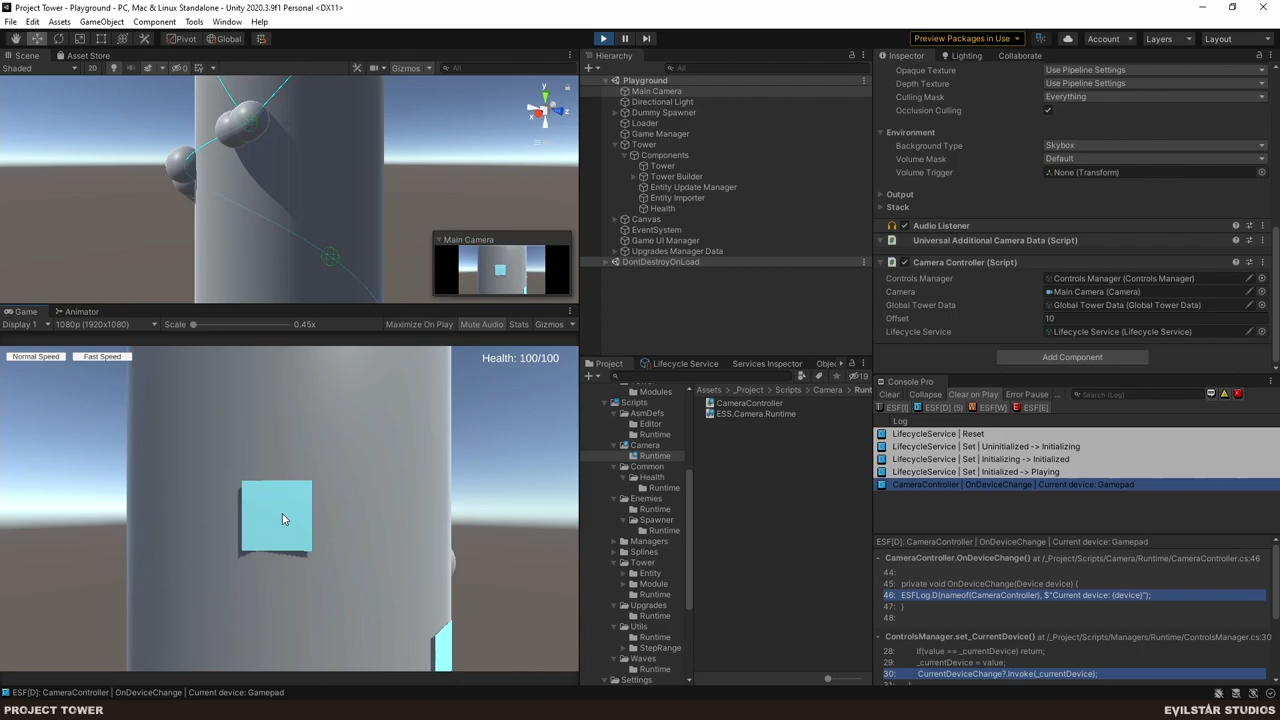 Project Tower - Playground - PC, Mac & Linux Standalone - Unity 2020.3.9f1 Personal <DX11>
File Edit Assets GameObject Component Tools Window Help
Pivot Global Preview Packages in Use Account Layers Layout
Scene Asset Store
Shaded 2D 0 Gizmos All
y
x
z
Main Camera
Game Animator
Display 1 1080p (1920x1080) Scale 0.45x Maximize On Play Mute Audio Stats Gizmos
Normal Speed Fast Speed Health: 100/100
Hierarchy
All
Playground
Main Camera
Directional Light
Dummy Spawner
Loader
Game Manager
Tower
Components
Tower
Tower Builder
Entity Update Manager
Entity Importer
Health
Canvas
EventSystem
Game UI Manager
Upgrades Manager Data
DontDestroyOnLoad
Project Lifecycle Service Services Inspector Obje
19
Modules
Scripts
AsmDefs
Editor
Runtime
Camera
Runtime
Common
Health
Runtime
Enemies
Runtime
Spawner
Runtime
Managers
Splines
Tower
Entity
Module
Runtime
Upgrades
Runtime
Utils
Runtime
StepRange
Waves
Runtime
Settings
Assets > _Project > Scripts > Camera > Runt
CameraController
ESS.Camera.Runtime
Inspector Lighting Collaborate
Opaque Texture Use Pipeline Settings
Depth Texture Use Pipeline Settings
Culling Mask Everything
Occlusion Culling
Environment
Background Type Skybox
Volume Mask Default
Volume Trigger None (Transform)
Output
Stack
Audio Listener
Universal Additional Camera Data (Script)
Camera Controller (Script)
Controls Manager Controls Manager (Controls Manager)
Camera Main Camera (Camera)
Global Tower Data Global Tower Data (Global Tower Data)
Offset 10
Lifecycle Service Lifecycle Service (Lifecycle Service)
Add Component
Console Pro
Clear Collapse Clear on Play Error Pause ... Search (Log)
ESF[I] ESF[D] (5) ESF[W] ESF[E]
Log
LifecycleService | Reset
LifecycleService | Set | Uninitialized -> Initializing
LifecycleService | Set | Initializing -> Initialized
LifecycleService | Set | Initialized -> Playing
CameraController | OnDeviceChange | Current device: Gamepad
ESF[D]: CameraController | OnDeviceChange | Current device: Gamepad
CameraController.OnDeviceChange() at /_Project/Scripts/Camera/Runtime/CameraController.cs:46
44:
45: private void OnDeviceChange(Device device) {
46: ESFLog.D(nameof(CameraController), $"Current device: {device}");
47: }
48:
ControlsManager.set_CurrentDevice() at /_Project/Scripts/Managers/Runtime/ControlsManager.cs:30
28: if(value == _currentDevice) return;
29: _currentDevice = value;
30: CurrentDeviceChange?.Invoke(_currentDevice);
ESF[D]: CameraController | OnDeviceChange | Current device: Gamepad
PROJECT TOWER EVILSTAR STUDIOS